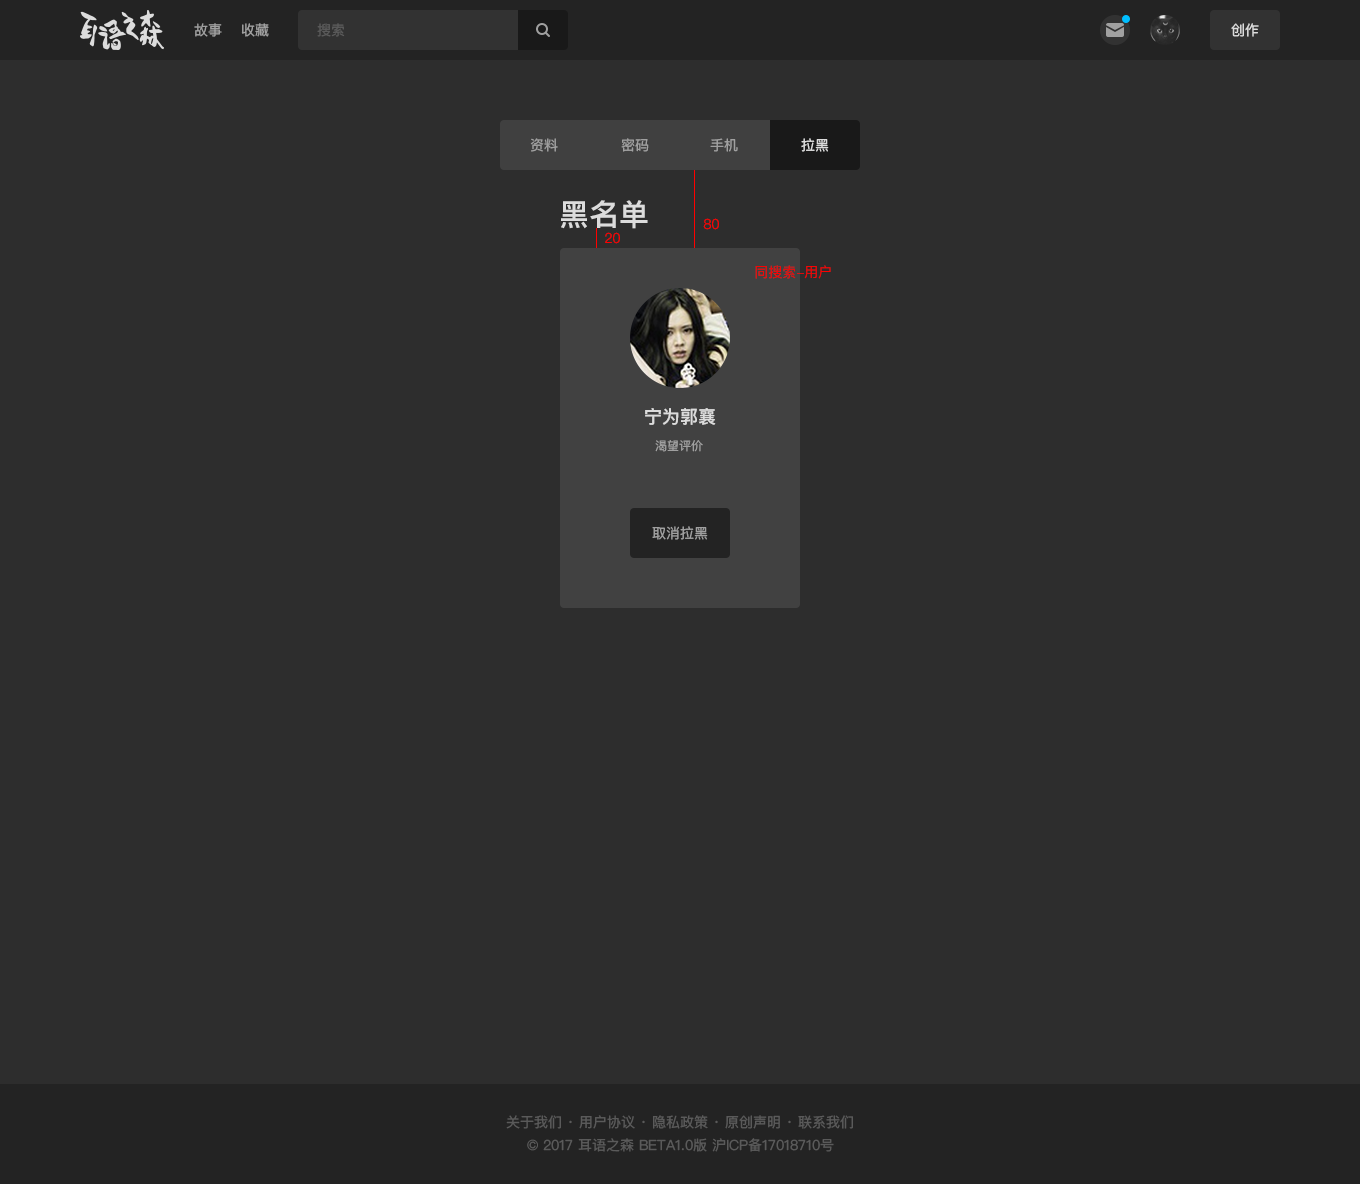 耳语之森 故事 收藏 搜索 创作
资料 密码 手机 拉黑
黑名单
80
20
同搜索-用户
宁为郭襄
渴望评价
取消拉黑
关于我们 · 用户协议 · 隐私政策 · 原创声明 · 联系我们
© 2017 耳语之森 BETA1.0版 沪ICP备17018710号